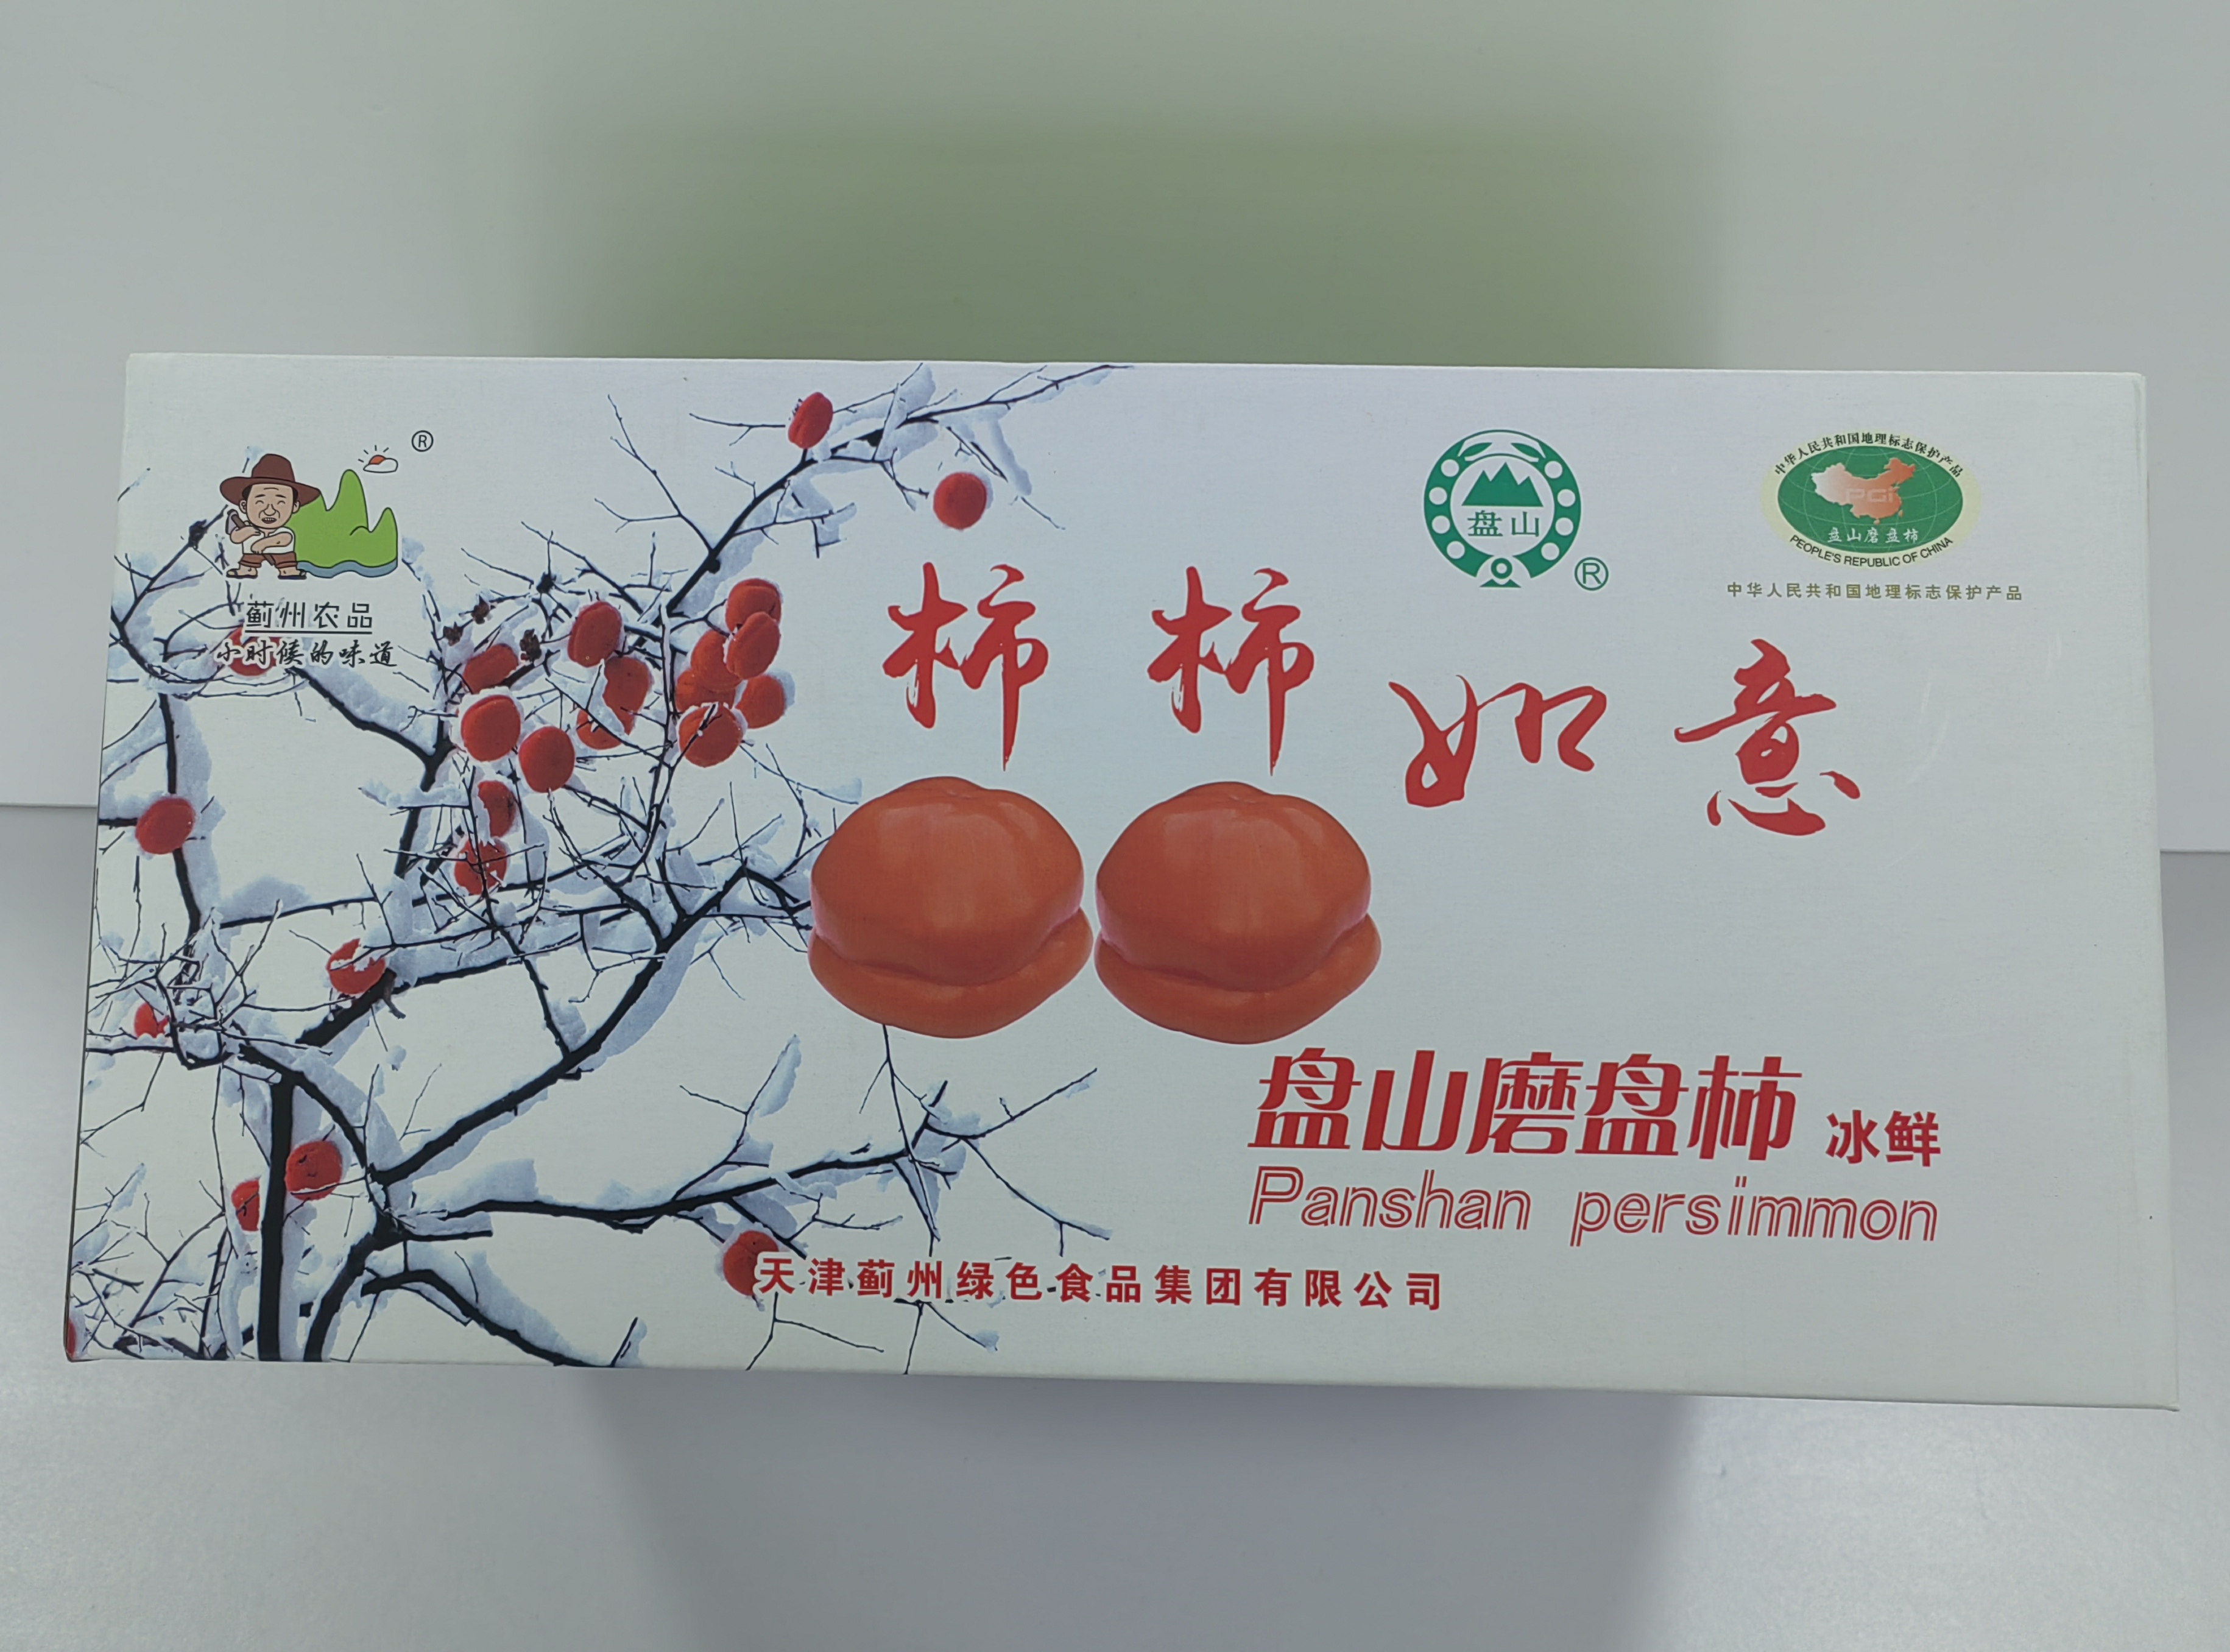 ®
蓟州农品
小时候的味道
盘山
®
中华人民共和国地理标志保护产品
PGI
盘山磨盘柿
PEOPLE'S REPUBLIC OF CHINA
中华人民共和国地理标志保护产品
柿柿如意
盘山磨盘柿 冰鲜
Panshan persimmon
天津蓟州绿色食品集团有限公司